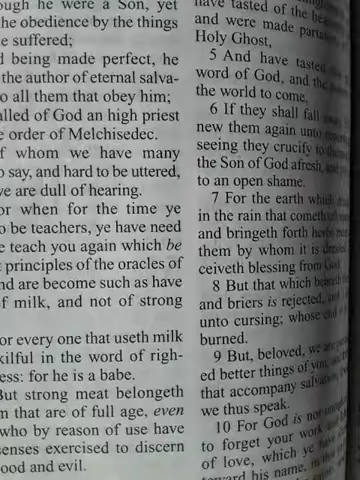 ough he were a Son, yet
the obedience by the things
e suffered;
d being made perfect, he
the author of eternal salva-
o all them that obey him;
alled of God an high priest
e order of Melchisedec.
f whom we have many
o say, and hard to be uttered,
ve are dull of hearing.
or when for the time ye
o be teachers, ye have need
e teach you again which be
t principles of the oracles of
nd are become such as have
f milk, and not of strong
or every one that useth milk
kilful in the word of righ-
ess: for he is a babe.
But strong meat belongeth
m that are of full age, even
who by reason of use have
senses exercised to discern
ood and evil.
have tasted of the
and were made
Holy Ghost,
5 And have tasted
word of God, and the
the world to come,
6 If they shall fall
new them again unto
seeing they crucify to
the Son of God afresh,
to an open shame.
7 For the earth which
in the rain that cometh
and bringeth forth herbs
them by whom it is
ceiveth blessing from God
8 But that which beareth
and briers is rejected,
unto cursing; whose
burned.
9 But, beloved, we are
ed better things of you,
that accompany salvation,
we thus speak.
10 For God is not
to forget your work
of love, which ye have
toward his name, in